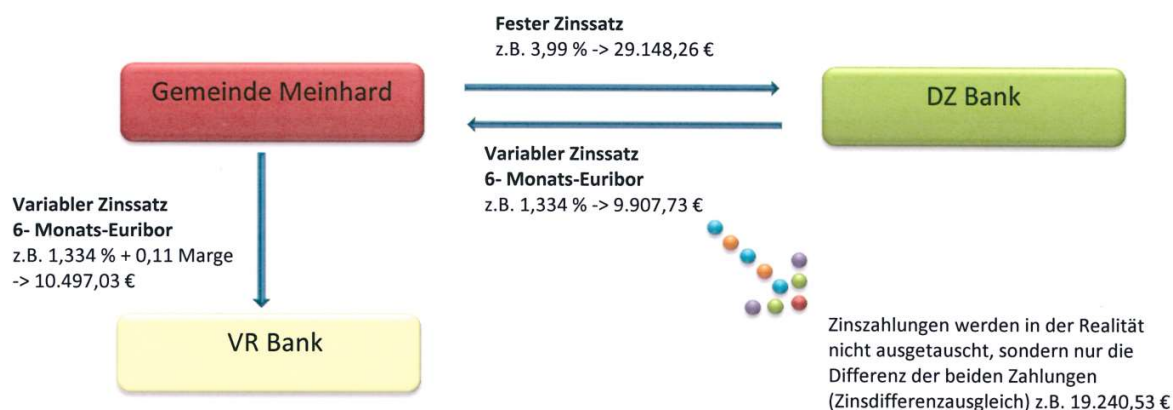 Fester Zinssatz
z.B. 3,99 % -> 29.148,26 €
Gemeinde Meinhard
DZ Bank
Variabler Zinssatz
6- Monats-Euribor
z.B. 1,334 % -> 9.907,73 €
Variabler Zinssatz
6- Monats-Euribor
z.B. 1,334 % + 0,11 Marge
-> 10.497,03 €
VR Bank
Zinszahlungen werden in der Realität
nicht ausgetauscht, sondern nur die
Differenz der beiden Zahlungen
(Zinsdifferenzausgleich) z.B. 19.240,53 €